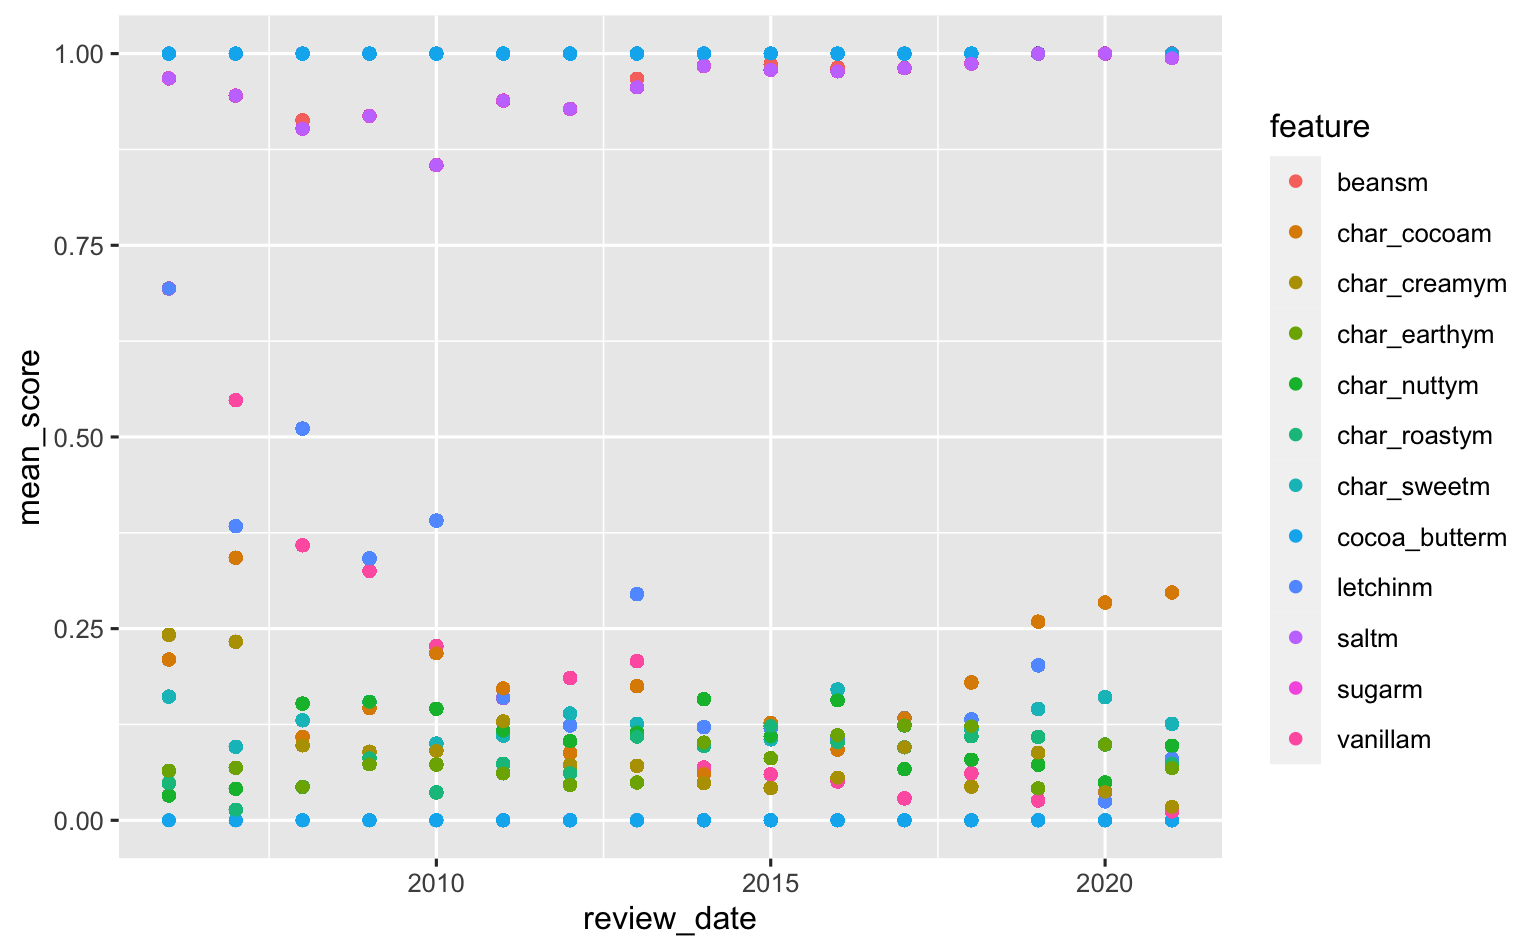 1.00
0.75
0.50
0.25
0.00
mean_score
2010
2015
2020
review_date
feature
beansm
char_cocoam
char_creamym
char_earthym
char_nuttym
char_roastym
char_sweetm
cocoa_butterm
letchinm
saltm
sugarm
vanillam